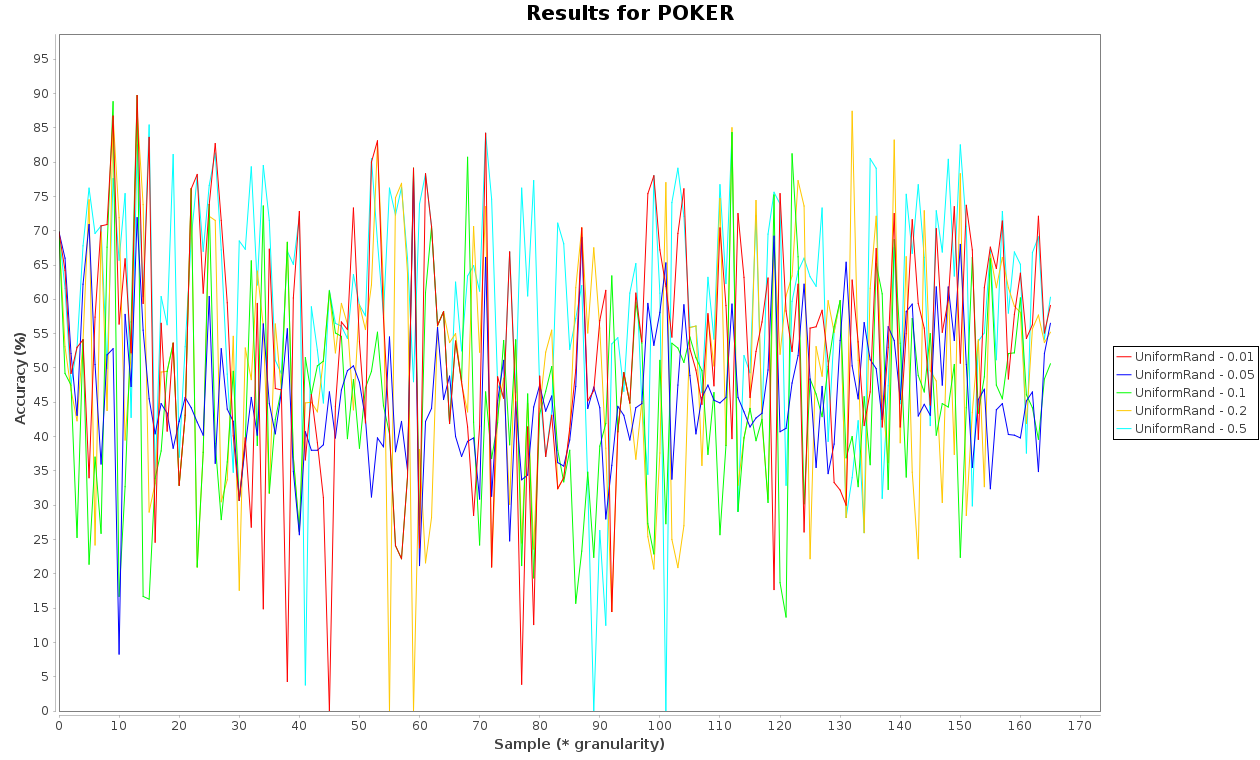 Results for POKER
Accuracy (%)
95
90
85
80
75
70
65
60
55
50
45
40
35
30
25
20
15
10
5
0
0 10 20 30 40 50 60 70 80 90 100 110 120 130 140 150 160 170
Sample (* granularity)
UniformRand - 0.01
UniformRand - 0.05
UniformRand - 0.1
UniformRand - 0.2
UniformRand - 0.5